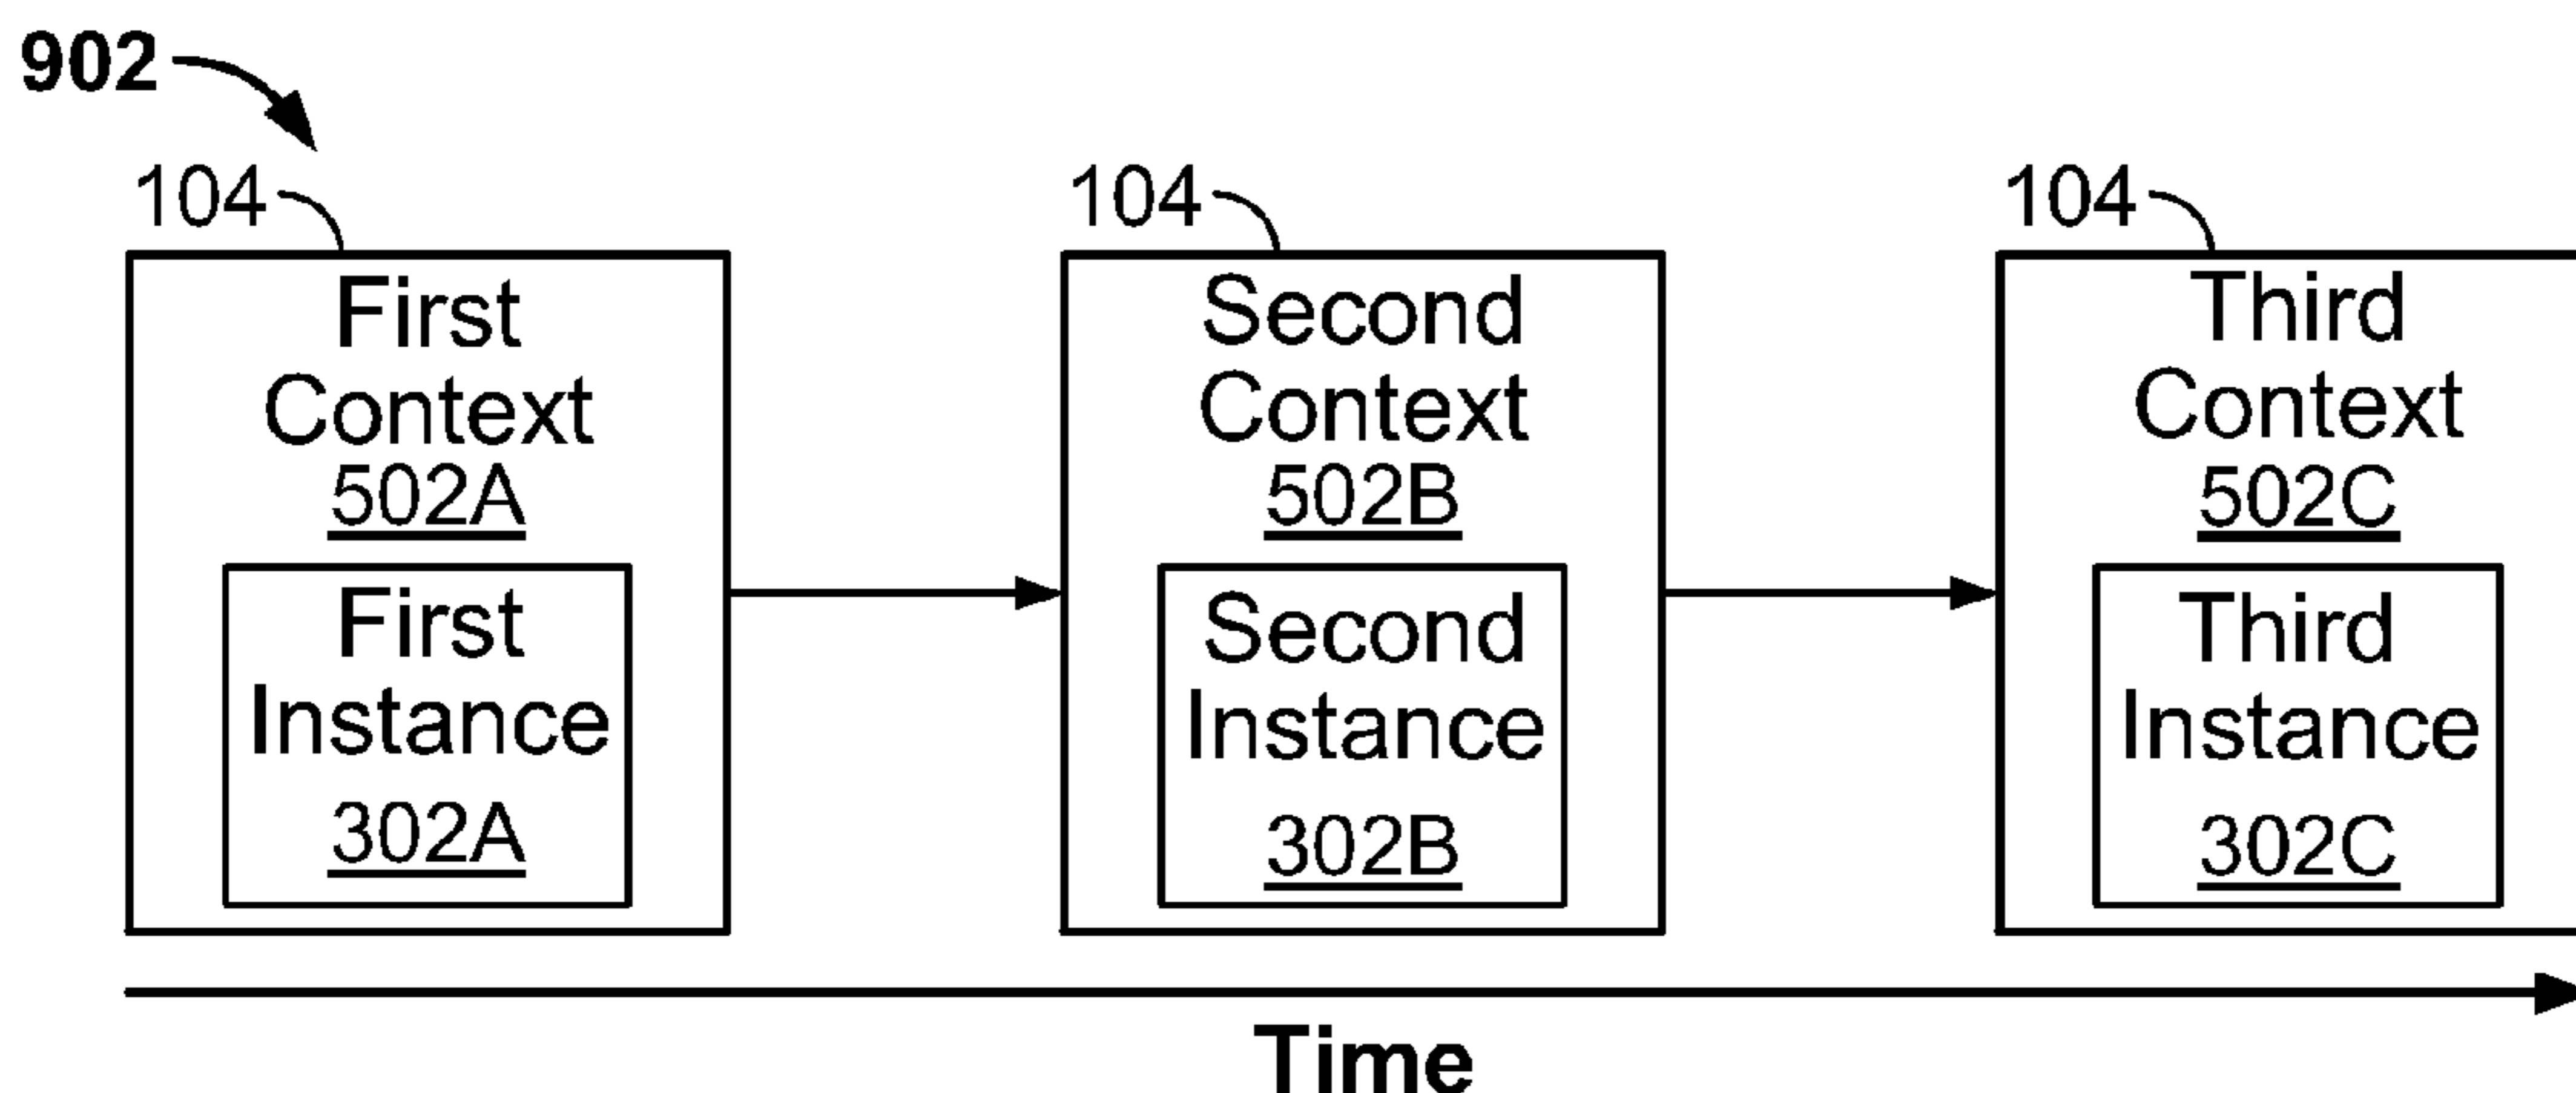 902
104
First
Context
502A
First
Instance
302A
104
Second
Context
502B
Second
Instance
302B
104
Third
Context
502C
Third
Instance
302C
Time